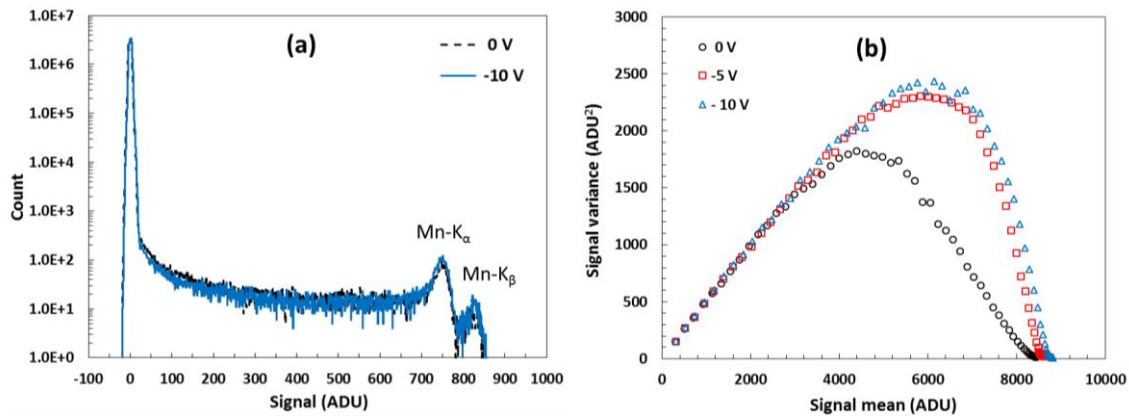 (a)
0 V
-10 V
1.0E+7
1.0E+6
1.0E+5
1.0E+4
1.0E+3
1.0E+2
1.0E+1
1.0E+0
Count
Mn-Kα
Mn-Kβ
-100 0 100 200 300 400 500 600 700 800 900 1000
Signal (ADU)
(b)
0 V
-5 V
- 10 V
3000
2500
2000
1500
1000
500
0
Signal variance (ADU²)
0 2000 4000 6000 8000 10000
Signal mean (ADU)